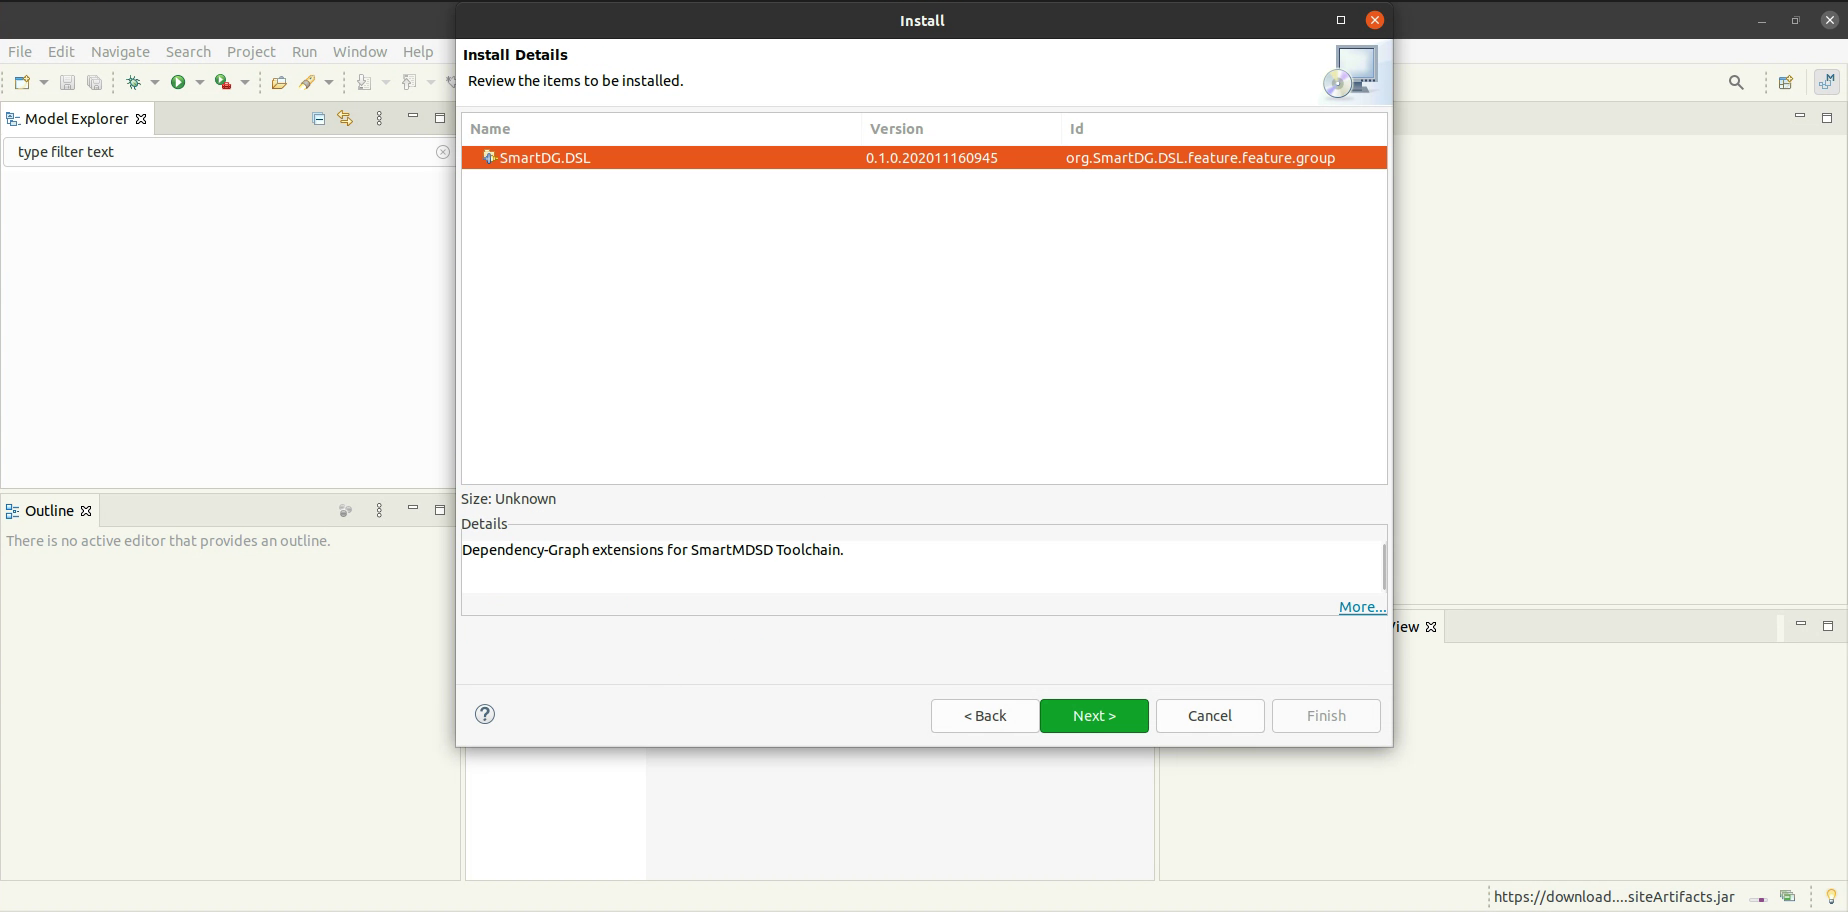 Install
File Edit Navigate Search Project Run Window Help
Install Details
Review the items to be installed.
Model Explorer
type filter text
Name Version Id
SmartDG.DSL 0.1.0.202011160945 org.SmartDG.DSL.feature.feature.group
Size: Unknown
Outline
Details
There is no active editor that provides an outline.
Dependency-Graph extensions for SmartMDSD Toolchain.
More...
View
< Back Next > Cancel Finish
https://download....siteArtifacts.jar